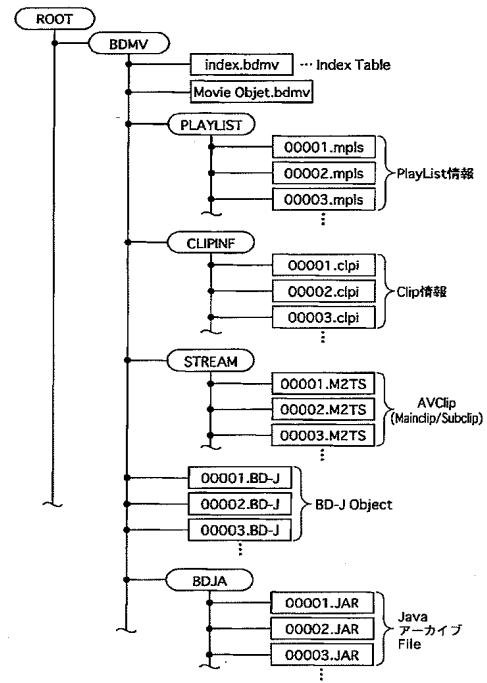 ROOT
BDMV
index.bdmv … Index Table
Movie Objet.bdmv
PLAYLIST
00001.mpls
00002.mpls
00003.mpls
PlayList情報
⋮
CLIPINF
00001.clpi
00002.clpi
00003.clpi
Clip情報
⋮
STREAM
00001.M2TS
00002.M2TS
00003.M2TS
AVClip
(Mainclip/Subclip)
⋮
00001.BD-J
00002.BD-J
00003.BD-J
BD-J Object
⋮
BDJA
00001.JAR
00002.JAR
00003.JAR
Java
アーカイブ
File
⋮